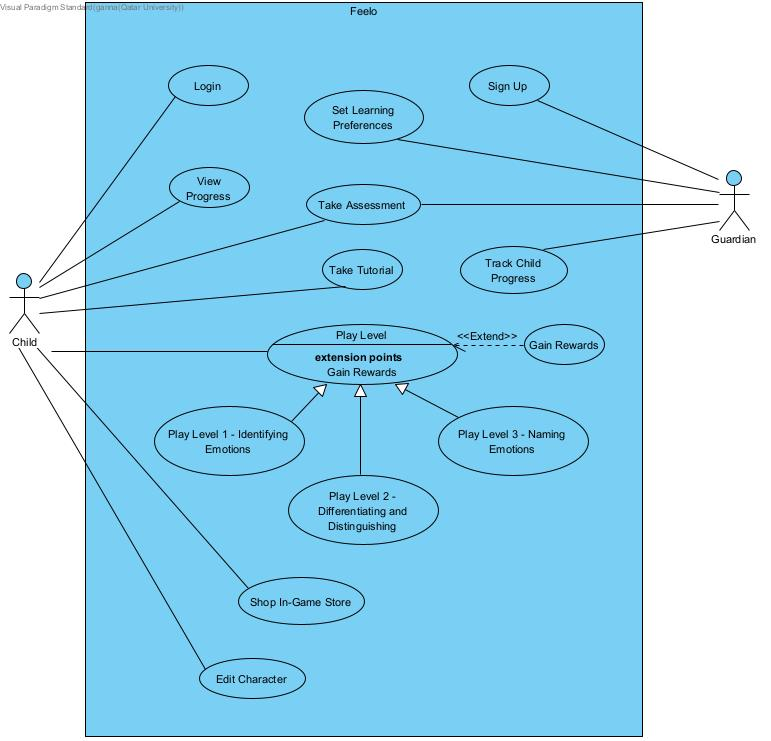 Visual Paradigm Standard(ganna(Qatar University))
Feelo
Login
Set Learning
Preferences
Sign Up
View
Progress
Take Assessment
Guardian
Take Tutorial
Track Child
Progress
Child
Play Level
extension points
Gain Rewards
<<Extend>>
Gain Rewards
Play Level 1 - Identifying
Emotions
Play Level 3 - Naming
Emotions
Play Level 2 -
Differentiating and
Distinguishing
Shop In-Game Store
Edit Character